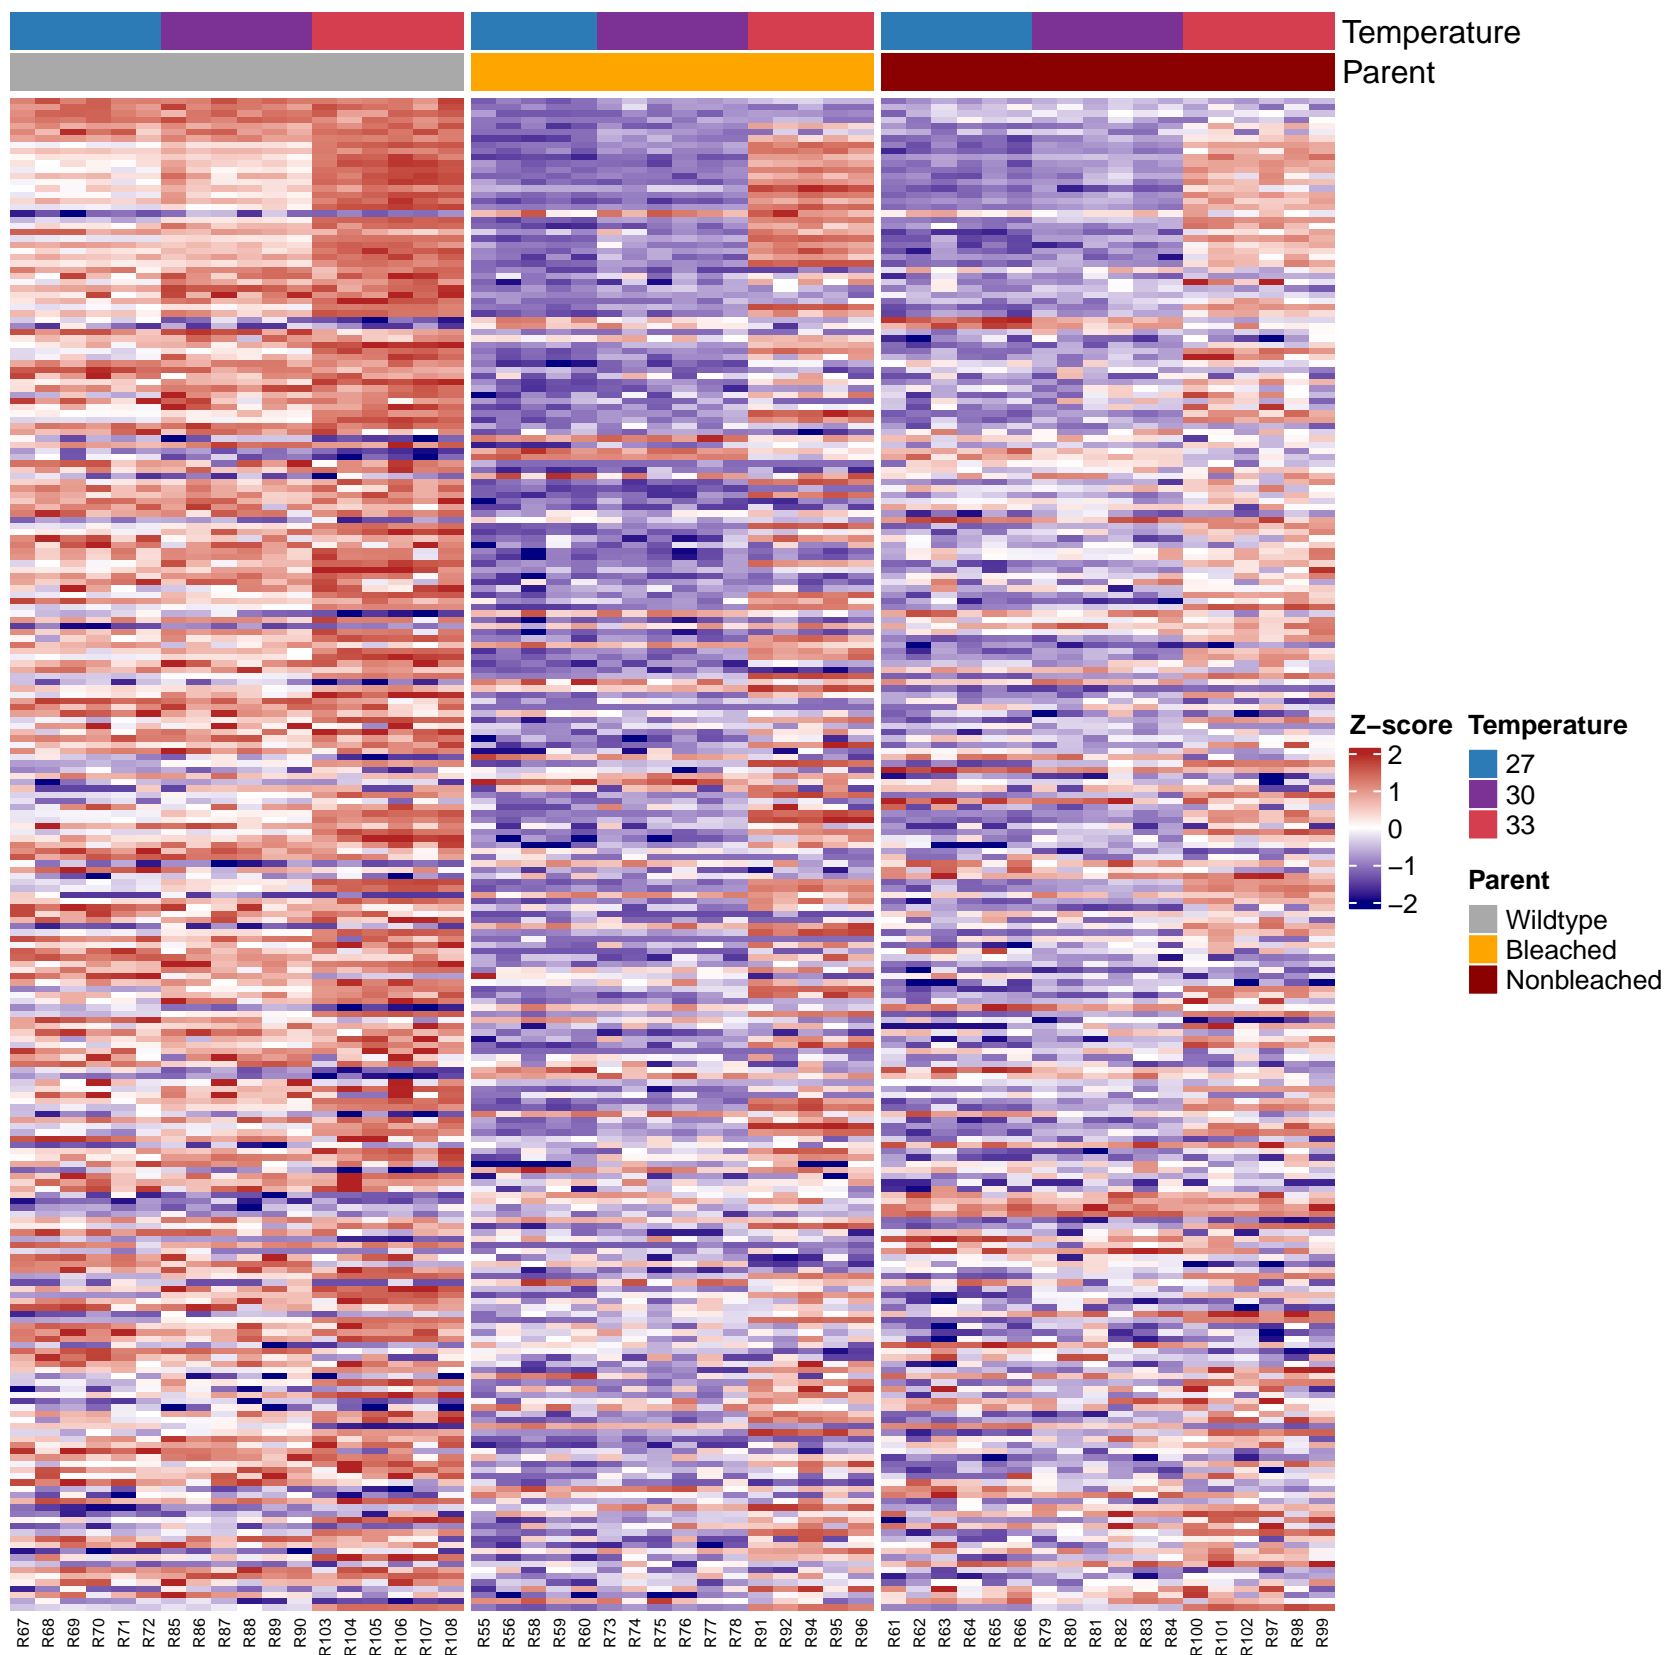 Temperature
Parent
Z−score
2
1
0
−1
−2
Temperature
27
30
33
Parent
Wildtype
Bleached
Nonbleached
R67 R68 R69 R70 R71 R72 R85 R86 R87 R88 R89 R90 R103 R104 R105 R106 R107 R108 R55 R56 R58 R59 R60 R73 R74 R75 R76 R77 R78 R91 R92 R94 R95 R96 R61 R62 R63 R64 R65 R66 R79 R80 R81 R82 R83 R84 R100 R101 R102 R97 R98 R99